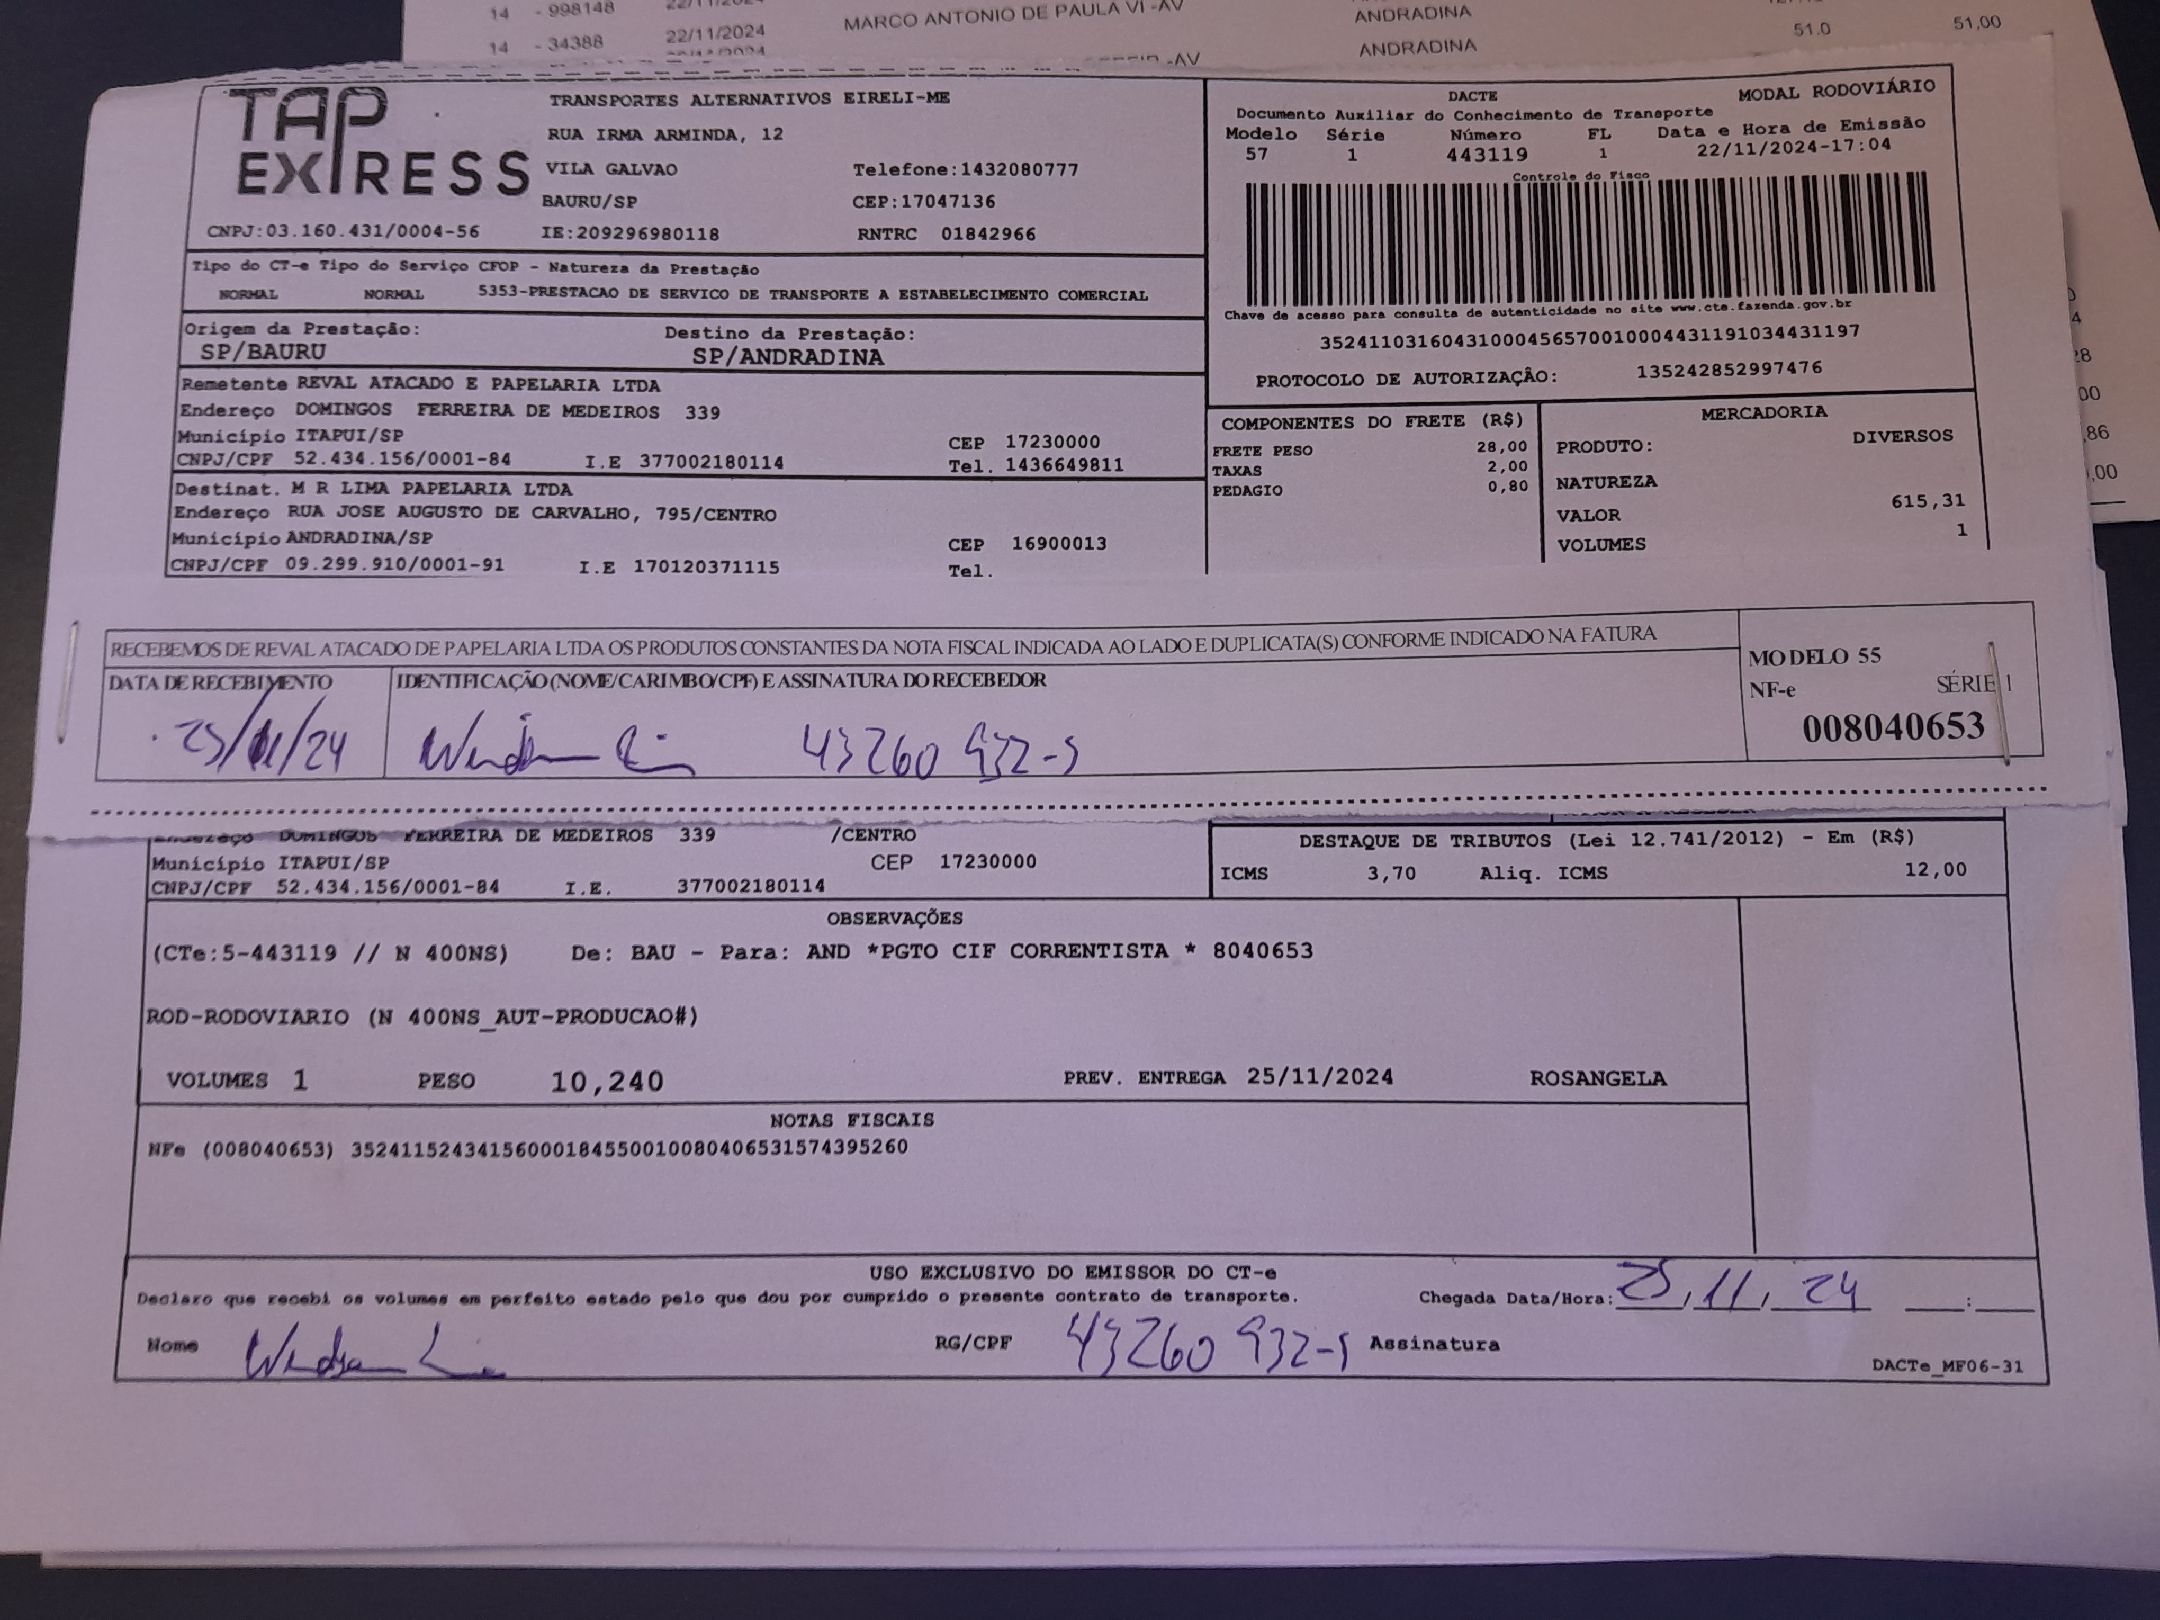 14 - 998148 22/11/2024 MARCO ANTONIO DE PAULA VI -AV ANDRADINA
14 - 34388 22/11/2024 ANDRADINA 51.0 51,00
-AV
TAP EXPRESS
TRANSPORTES ALTERNATIVOS EIRELI-ME
RUA IRMA ARMINDA, 12
VILA GALVAO Telefone:1432080777
BAURU/SP CEP:17047136
CNPJ:03.160.431/0004-56 IE:209296980118 RNTRC 01842966
DACTE MODAL RODOVIÁRIO
Documento Auxiliar do Conhecimento de Transporte
Modelo Série Número FL Data e Hora de Emissão
57 1 443119 1 22/11/2024-17:04
Controle do Fisco
Chave de acesso para consulta de autenticidade no site www.cte.fazenda.gov.br
35241103160431000456570010004431191034431197
PROTOCOLO DE AUTORIZAÇÃO: 135242852997476
Tipo do CT-e Tipo do Serviço CFOP - Natureza da Prestação
NORMAL NORMAL 5353-PRESTACAO DE SERVICO DE TRANSPORTE A ESTABELECIMENTO COMERCIAL
Origem da Prestação: Destino da Prestação:
SP/BAURU SP/ANDRADINA
Remetente REVAL ATACADO E PAPELARIA LTDA
Endereço DOMINGOS FERREIRA DE MEDEIROS 339
Município ITAPUI/SP CEP 17230000
CNPJ/CPF 52.434.156/0001-84 I.E 377002180114 Tel. 1436649811
Destinat. M R LIMA PAPELARIA LTDA
Endereço RUA JOSE AUGUSTO DE CARVALHO, 795/CENTRO
Município ANDRADINA/SP CEP 16900013
CNPJ/CPF 09.299.910/0001-91 I.E 170120371115 Tel.
COMPONENTES DO FRETE (R$)
FRETE PESO 28,00
TAXAS 2,00
PEDAGIO 0,80
MERCADORIA
PRODUTO: DIVERSOS
NATUREZA
VALOR 615,31
VOLUMES 1
RECEBEMOS DE REVAL ATACADO DE PAPELARIA LTDA OS PRODUTOS CONSTANTES DA NOTA FISCAL INDICADA AO LADO E DUPLICATA(S) CONFORME INDICADO NA FATURA
DATA DE RECEBIMENTO IDENTIFICAÇÃO (NOME/CARIMBO/CPF) E ASSINATURA DO RECEBEDOR
25/11/24 43260 932-5
MODELO 55
NF-e SÉRIE 1
008040653
Endereço DOMINGOS FERREIRA DE MEDEIROS 339 /CENTRO
Município ITAPUI/SP CEP 17230000
CNPJ/CPF 52.434.156/0001-84 I.E. 377002180114
DESTAQUE DE TRIBUTOS (Lei 12.741/2012) - Em (R$)
ICMS 3,70 Aliq. ICMS 12,00
OBSERVAÇÕES
(CTe:5-443119 // N 400NS) De: BAU - Para: AND *PGTO CIF CORRENTISTA * 8040653
ROD-RODOVIARIO (N 400NS_AUT-PRODUCAO#)
VOLUMES 1 PESO 10,240 PREV. ENTREGA 25/11/2024 ROSANGELA
NOTAS FISCAIS
NFe (008040653) 35241152434156000184550010080406531574395260
USO EXCLUSIVO DO EMISSOR DO CT-e
Declaro que recebi os volumes em perfeito estado pelo que dou por cumprido o presente contrato de transporte. Chegada Data/Hora: 25, 11, 24 ___:___
Nome RG/CPF 43260 932-5 Assinatura
DACTe_MF06-31